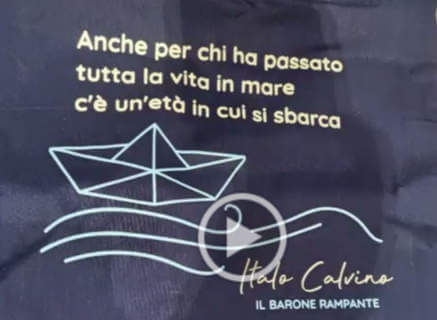 Anche per chi ha passato
tutta la vita in mare
c'è un'età in cui si sbarca
Italo Calvino
IL BARONE RAMPANTE